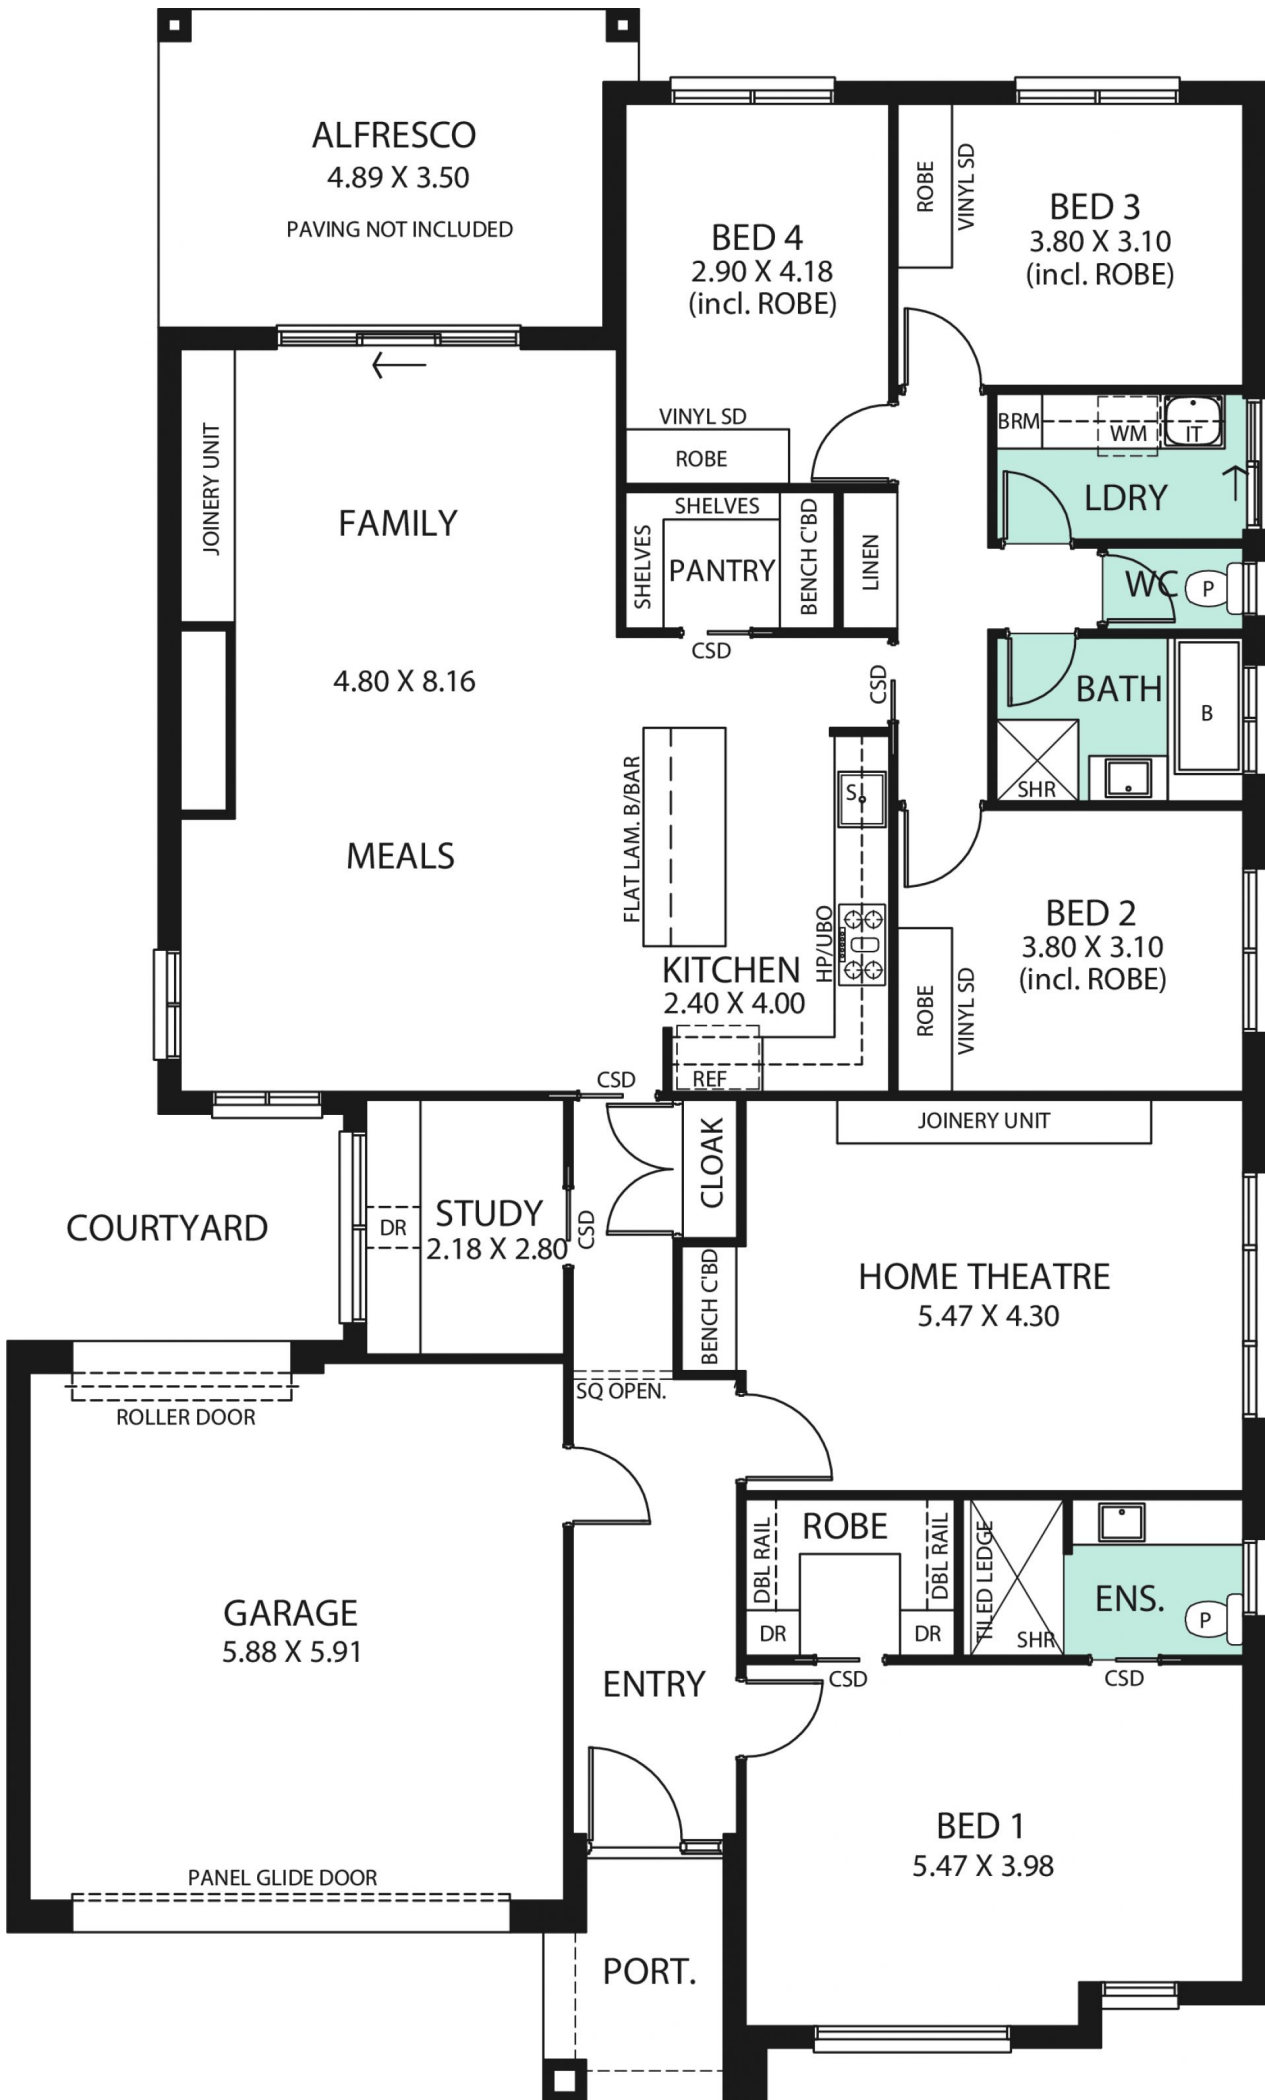 ALFRESCO
4.89 X 3.50
PAVING NOT INCLUDED
BED 4
2.90 X 4.18
(incl. ROBE)
VINYL SD
ROBE
ROBE
VINYL SD
BED 3
3.80 X 3.10
(incl. ROBE)
JOINERY UNIT
FAMILY
4.80 X 8.16
MEALS
SHELVES
SHELVES
PANTRY
BENCH C'BD
LINEN
CSD
CSD
BRM
WM
IT
LDRY
WC
P
BATH
B
SHR
FLAT LAM. B/BAR
S
HP/UBO
KITCHEN
2.40 X 4.00
REF
BED 2
3.80 X 3.10
(incl. ROBE)
ROBE
VINYL SD
CSD
CLOAK
JOINERY UNIT
COURTYARD
DR
STUDY
2.18 X 2.80
CSD
BENCH C'BD
HOME THEATRE
5.47 X 4.30
SQ OPEN.
ROLLER DOOR
GARAGE
5.88 X 5.91
PANEL GLIDE DOOR
ENTRY
DBL RAIL
ROBE
DBL RAIL
DR
DR
CSD
TILED LEDGE
SHR
ENS.
P
CSD
BED 1
5.47 X 3.98
PORT.